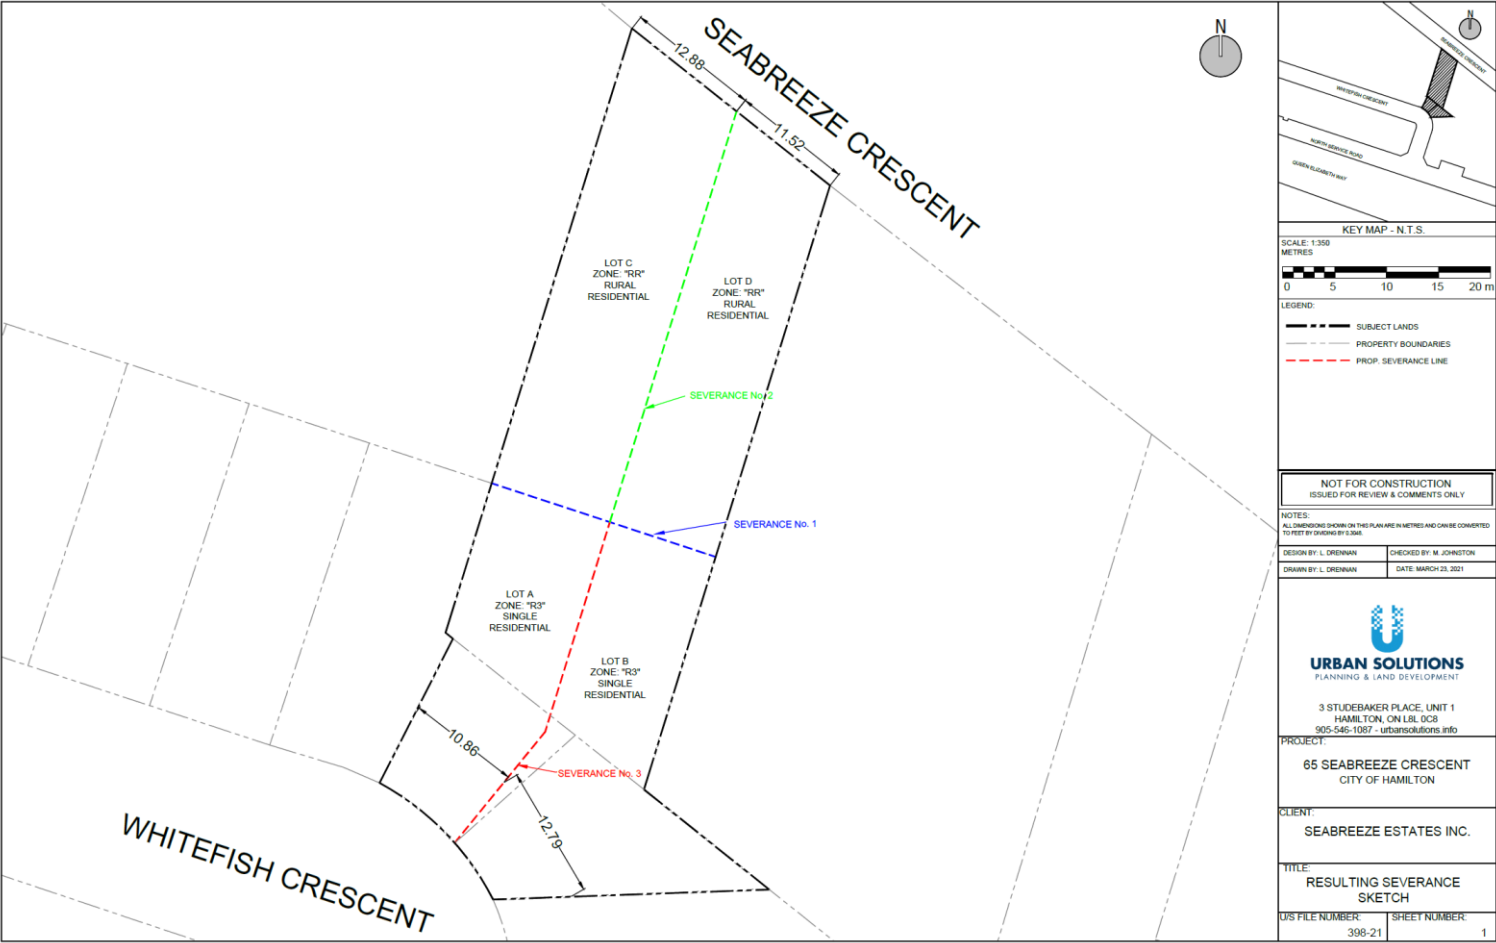 SEABREEZE CRESCENT
12.88
11.52
N
LOT C
ZONE: "RR"
RURAL
RESIDENTIAL
LOT D
ZONE: "RR"
RURAL
RESIDENTIAL
SEVERANCE No. 2
SEVERANCE No. 1
LOT A
ZONE: "R3"
SINGLE
RESIDENTIAL
LOT B
ZONE: "R3"
SINGLE
RESIDENTIAL
10.86
SEVERANCE No. 3
12.79
WHITEFISH CRESCENT
N
SEABREEZE CRESCENT
WHITEFISH CRESCENT
NORTH SERVICE ROAD
QUEEN ELIZABETH WAY
KEY MAP - N.T.S.
SCALE: 1:350
METRES
0 5 10 15 20 m
LEGEND:
SUBJECT LANDS
PROPERTY BOUNDARIES
PROP. SEVERANCE LINE
NOT FOR CONSTRUCTION
ISSUED FOR REVIEW & COMMENTS ONLY
NOTES:
ALL DIMENSIONS SHOWN ON THIS PLAN ARE IN METRES AND CAN BE CONVERTED
TO FEET BY DIVIDING BY 0.3048.
DESIGN BY: L. DRENNAN CHECKED BY: M. JOHNSTON
DRAWN BY: L. DRENNAN DATE: MARCH 23, 2021
URBAN SOLUTIONS
PLANNING & LAND DEVELOPMENT
3 STUDEBAKER PLACE, UNIT 1
HAMILTON, ON L8L 0C8
905-546-1087 - urbansolutions.info
PROJECT:
65 SEABREEZE CRESCENT
CITY OF HAMILTON
CLIENT:
SEABREEZE ESTATES INC.
TITLE:
RESULTING SEVERANCE
SKETCH
U/S FILE NUMBER: SHEET NUMBER:
398-21 1